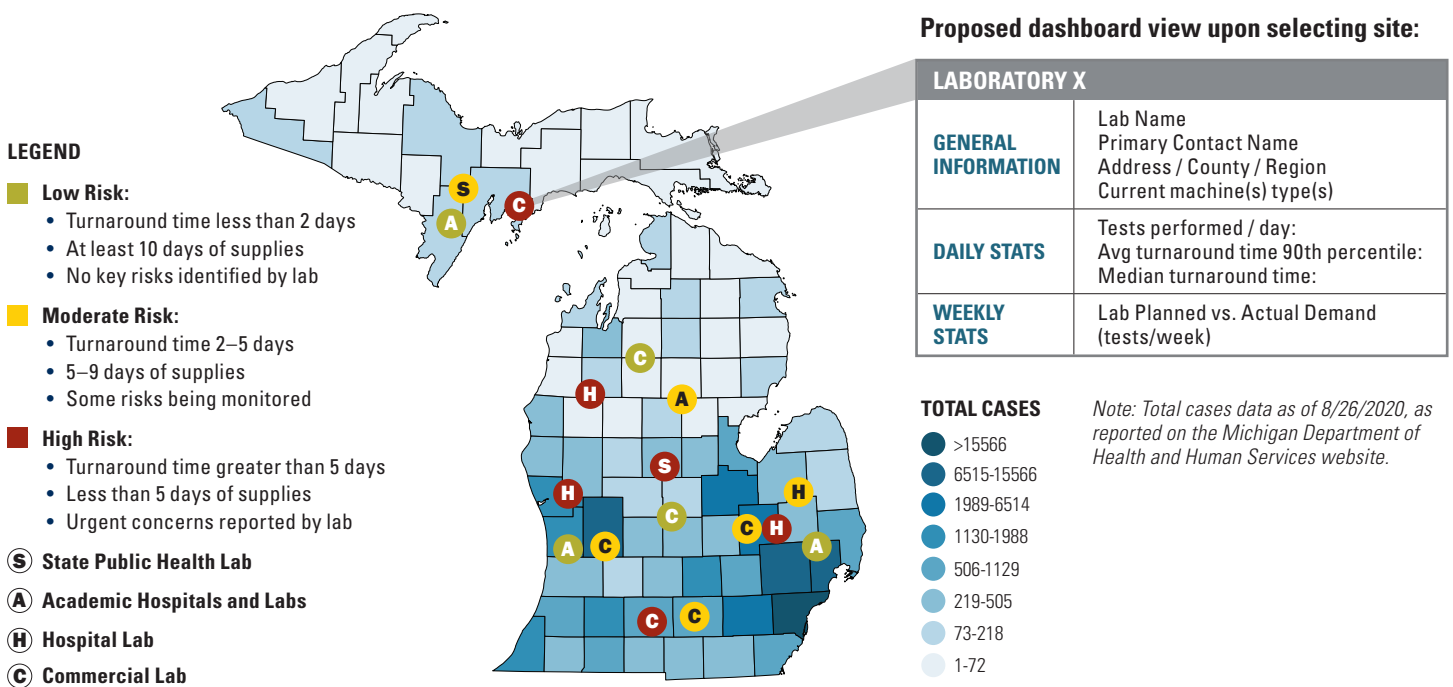 Proposed dashboard view upon selecting site:
LABORATORY X
GENERAL
INFORMATION
Lab Name
Primary Contact Name
Address / County / Region
Current machine(s) type(s)
DAILY STATS
Tests performed / day:
Avg turnaround time 90th percentile:
Median turnaround time:
WEEKLY
STATS
Lab Planned vs. Actual Demand
(tests/week)
LEGEND
Low Risk:
• Turnaround time less than 2 days
• At least 10 days of supplies
• No key risks identified by lab
Moderate Risk:
• Turnaround time 2–5 days
• 5–9 days of supplies
• Some risks being monitored
High Risk:
• Turnaround time greater than 5 days
• Less than 5 days of supplies
• Urgent concerns reported by lab
S State Public Health Lab
A Academic Hospitals and Labs
H Hospital Lab
C Commercial Lab
S
C
A
C
H
A
S
H
H
C
C
H
A
C
A
C
C
TOTAL CASES
>15566
6515-15566
1989-6514
1130-1988
506-1129
219-505
73-218
1-72
Note: Total cases data as of 8/26/2020, as
reported on the Michigan Department of
Health and Human Services website.